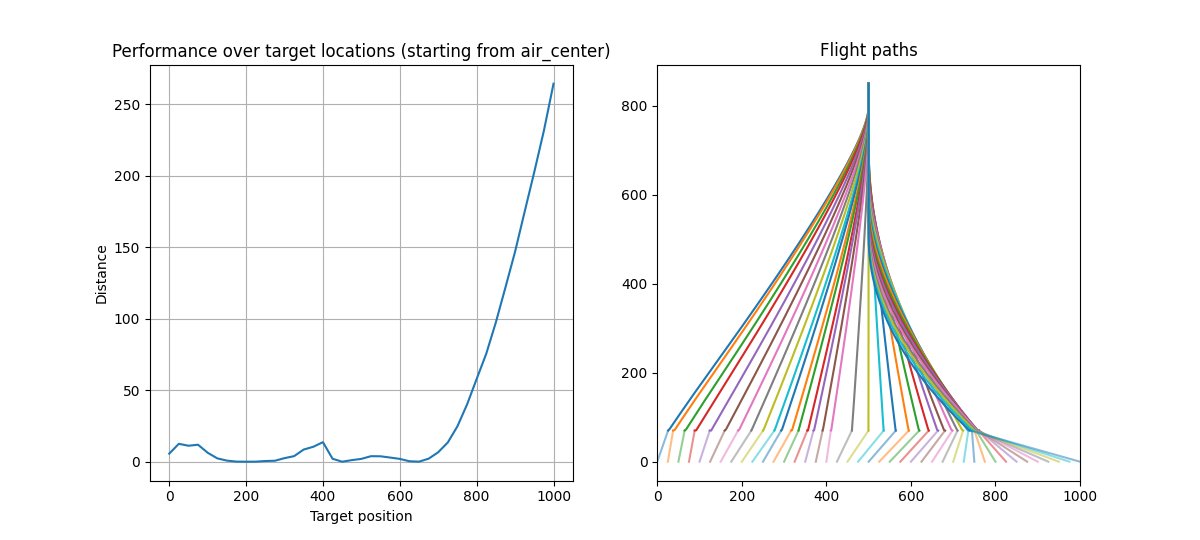 Performance over target locations (starting from air_center)
250
200
150
100
50
0
Distance
0 200 400 600 800 1000
Target position
Flight paths
800
600
400
200
0
0 200 400 600 800 1000